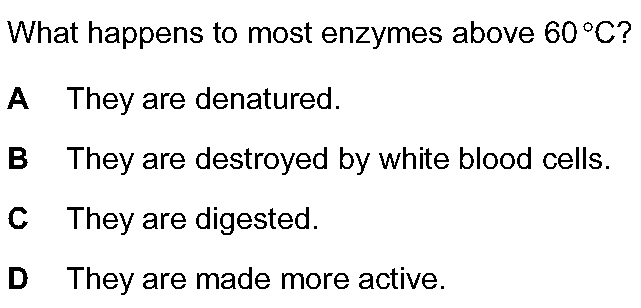 What happens to most enzymes above 60 °C?
A They are denatured.
B They are destroyed by white blood cells.
C They are digested.
D They are made more active.